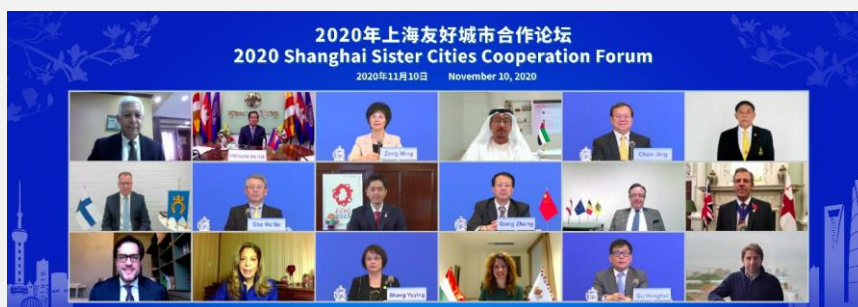 2020年上海友好城市合作论坛
2020 Shanghai Sister Cities Cooperation Forum
2020年11月10日 November 10, 2020
Zong Ming
Chen Jing
Gong Zheng
Shang Yuying